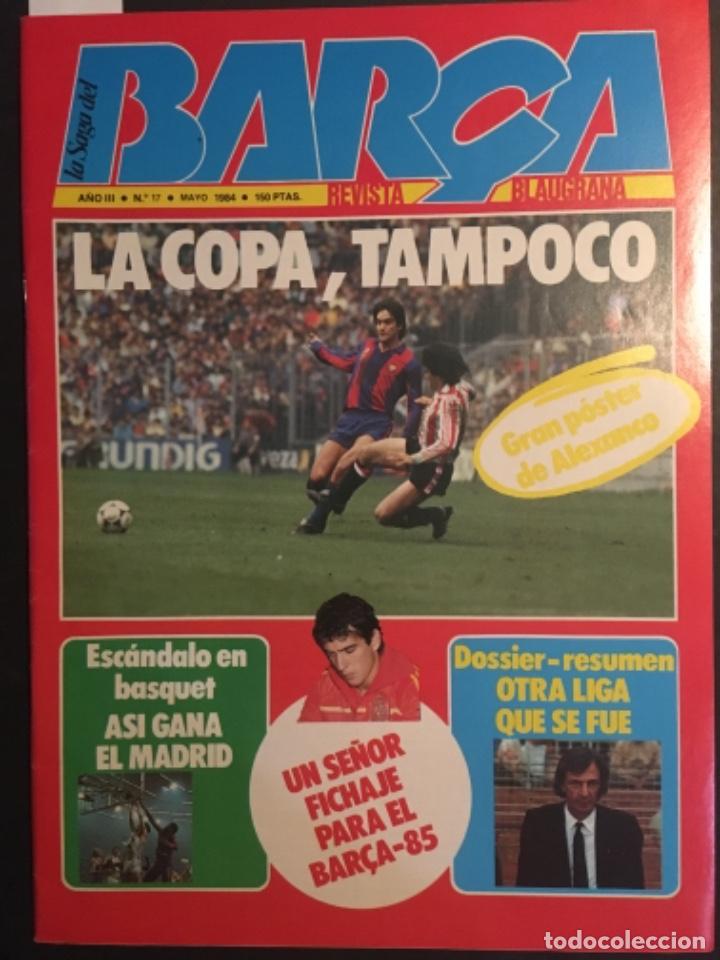 la Saga del
BARÇA
AÑO III • N.º 17 • MAYO 1984 • 150 PTAS.
REVISTA BLAUGRANA
LA COPA, TAMPOCO
Gran póster
de Alexanco
UNDIG
veza
Escándalo en
basquet
ASI GANA
EL MADRID
UN SEÑOR
FICHAJE
PARA EL
BARÇA-85
Dossier-resumen
OTRA LIGA
QUE SE FUE
todocoleccion.net